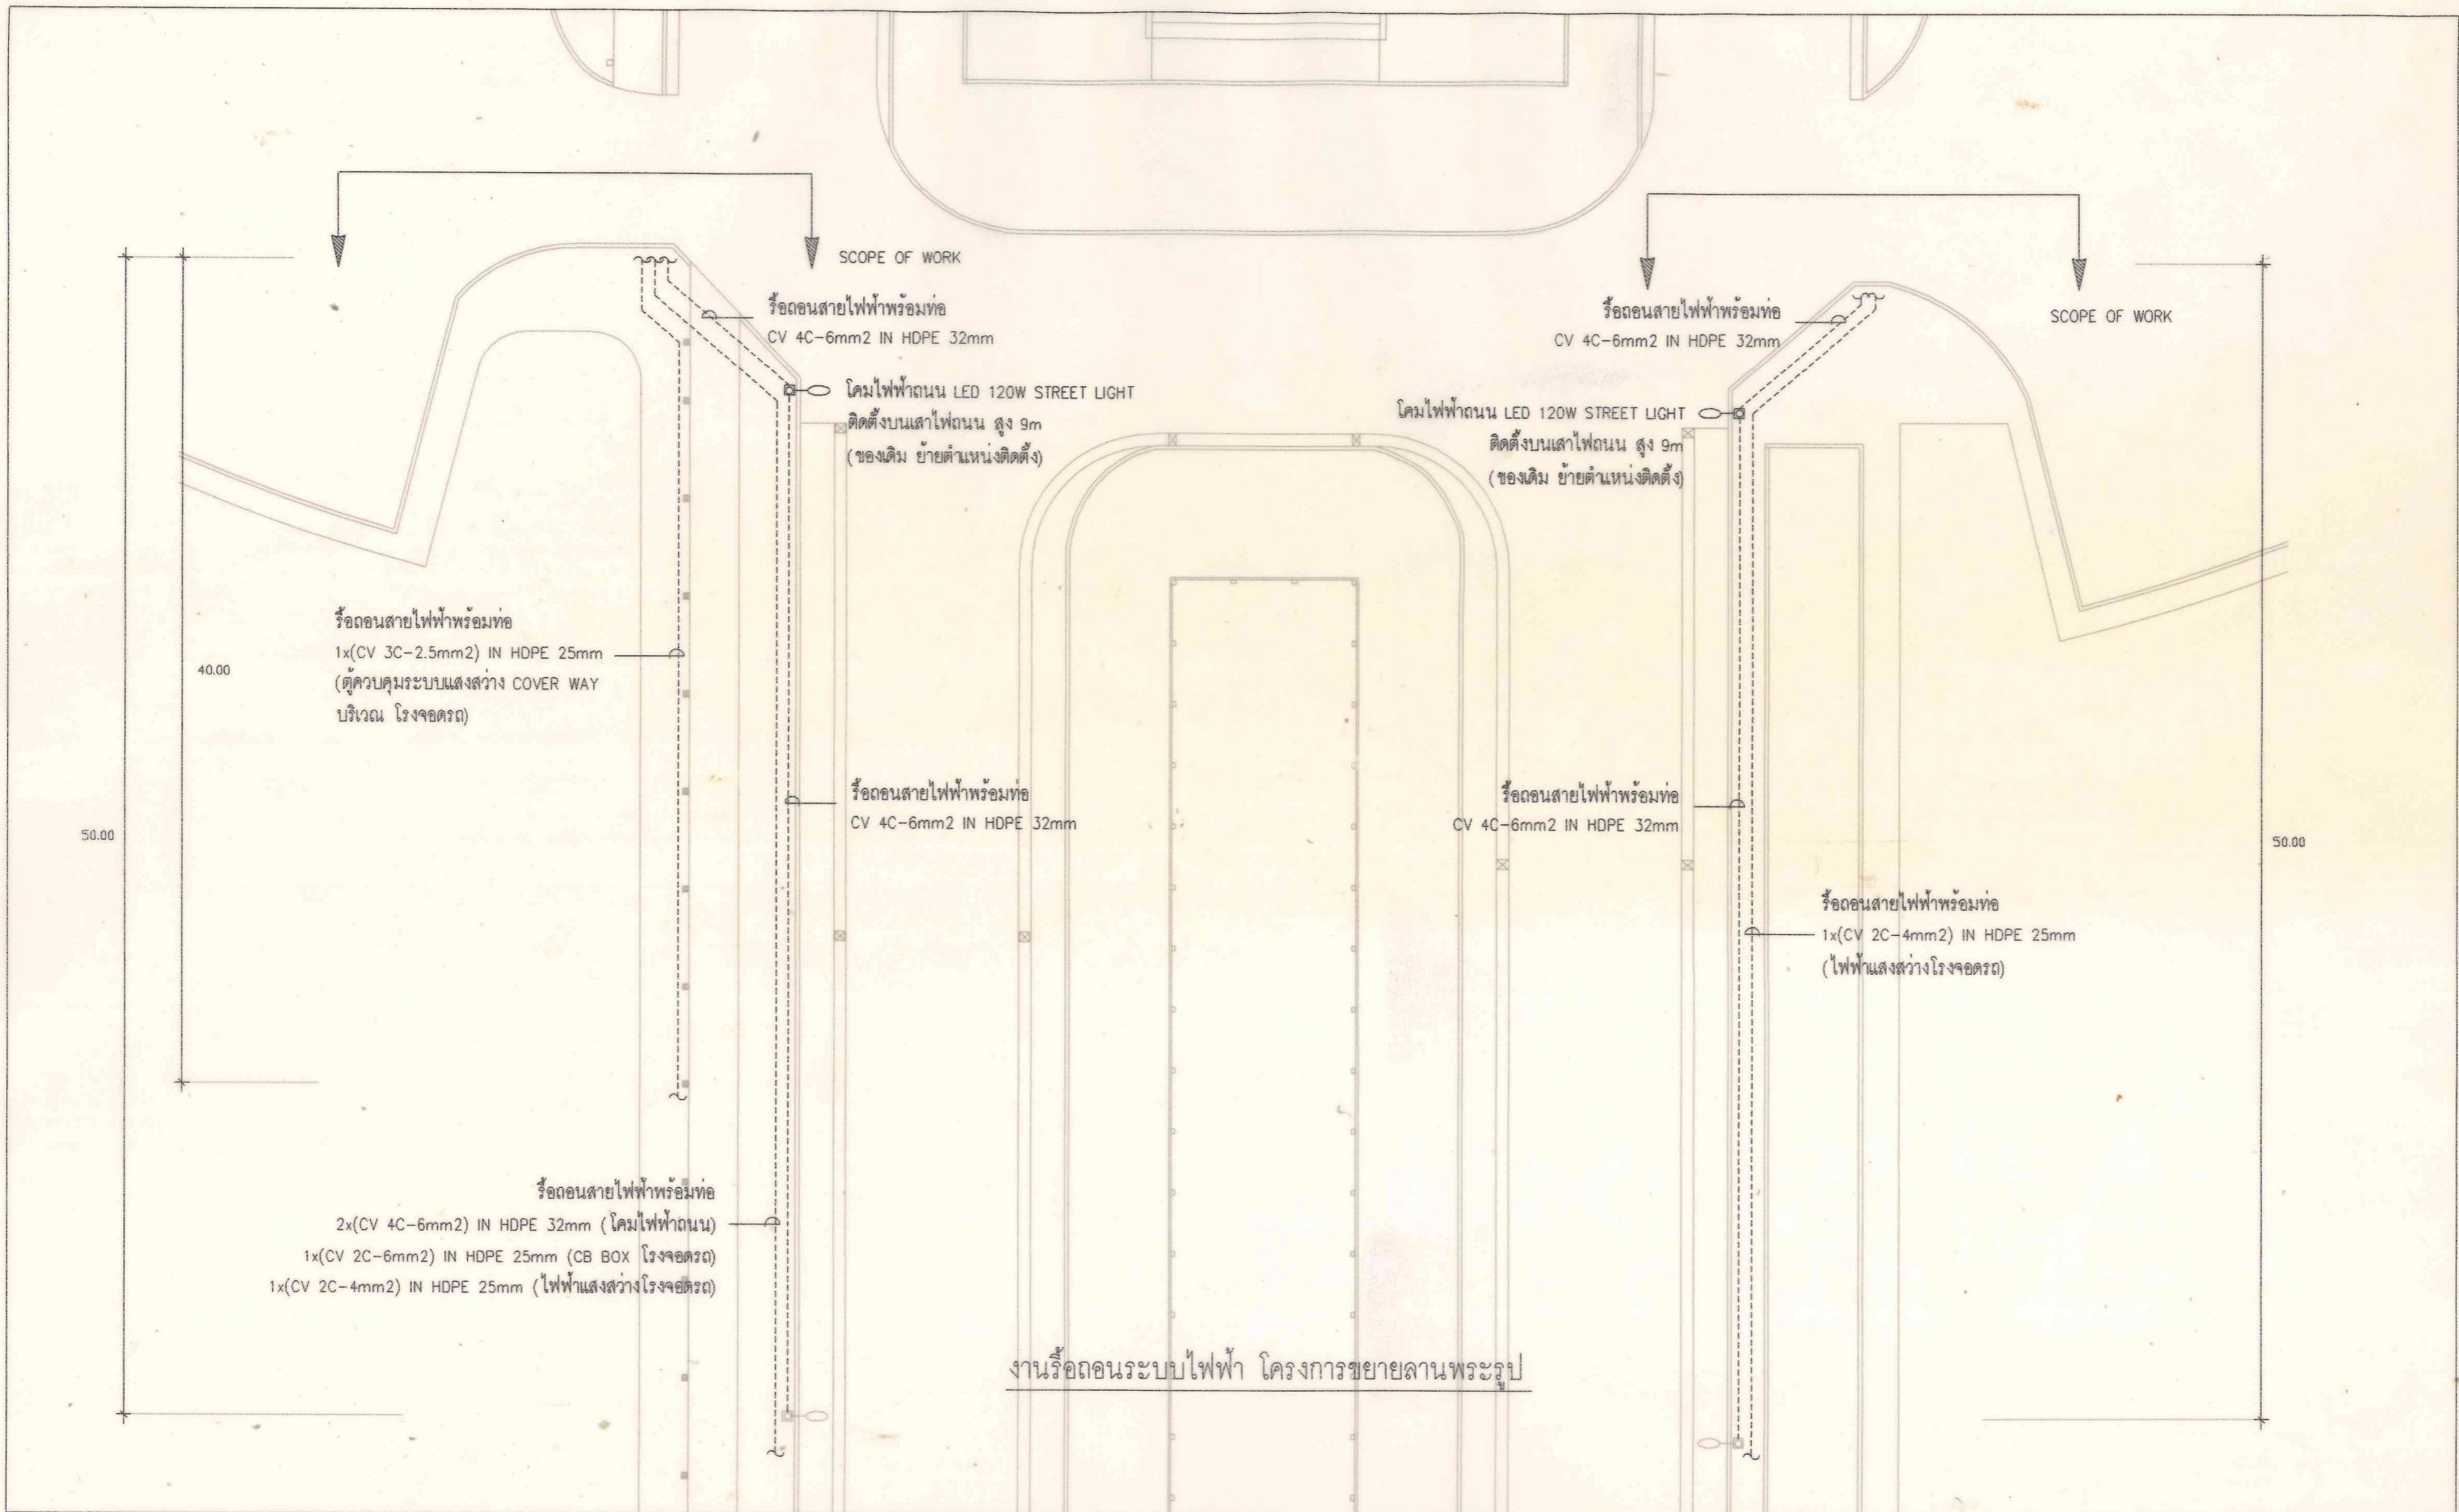 SCOPE OF WORK
รื้อถอนสายไฟฟ้าพร้อมท่อ
CV 4C-6mm2 IN HDPE 32mm
โคมไฟฟ้าถนน LED 120W STREET LIGHT
ติดตั้งบนเสาไฟถนน สูง 9m
(ของเดิม ย้ายตำแหน่งติดตั้ง)
รื้อถอนสายไฟฟ้าพร้อมท่อ
CV 4C-6mm2 IN HDPE 32mm
SCOPE OF WORK
โคมไฟฟ้าถนน LED 120W STREET LIGHT
ติดตั้งบนเสาไฟถนน สูง 9m
(ของเดิม ย้ายตำแหน่งติดตั้ง)
รื้อถอนสายไฟฟ้าพร้อมท่อ
1x(CV 3C-2.5mm2) IN HDPE 25mm
(ตู้ควบคุมระบบแสงสว่าง COVER WAY
บริเวณ โรงจอดรถ)
40.00
50.00
รื้อถอนสายไฟฟ้าพร้อมท่อ
CV 4C-6mm2 IN HDPE 32mm
รื้อถอนสายไฟฟ้าพร้อมท่อ
CV 4C-6mm2 IN HDPE 32mm
50.00
รื้อถอนสายไฟฟ้าพร้อมท่อ
1x(CV 2C-4mm2) IN HDPE 25mm
(ไฟฟ้าแสงสว่างโรงจอดรถ)
รื้อถอนสายไฟฟ้าพร้อมท่อ
2x(CV 4C-6mm2) IN HDPE 32mm (โคมไฟฟ้าถนน)
1x(CV 2C-6mm2) IN HDPE 25mm (CB BOX โรงจอดรถ)
1x(CV 2C-4mm2) IN HDPE 25mm (ไฟฟ้าแสงสว่างโรงจอดรถ)
งานรื้อถอนระบบไฟฟ้า โครงการขยายลานพระรูป